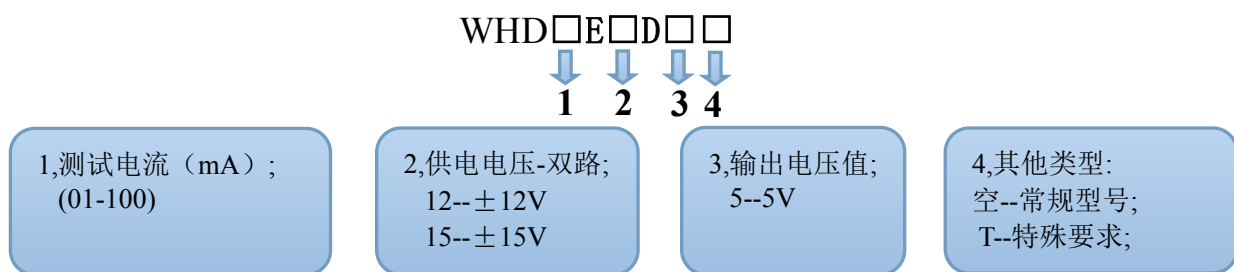 WHD□E□D□□
1 2 3 4
1,测试电流（mA）;
(01-100)
2,供电电压-双路;
12--±12V
15--±15V
3,输出电压值;
5--5V
4,其他类型:
空--常规型号;
T--特殊要求;